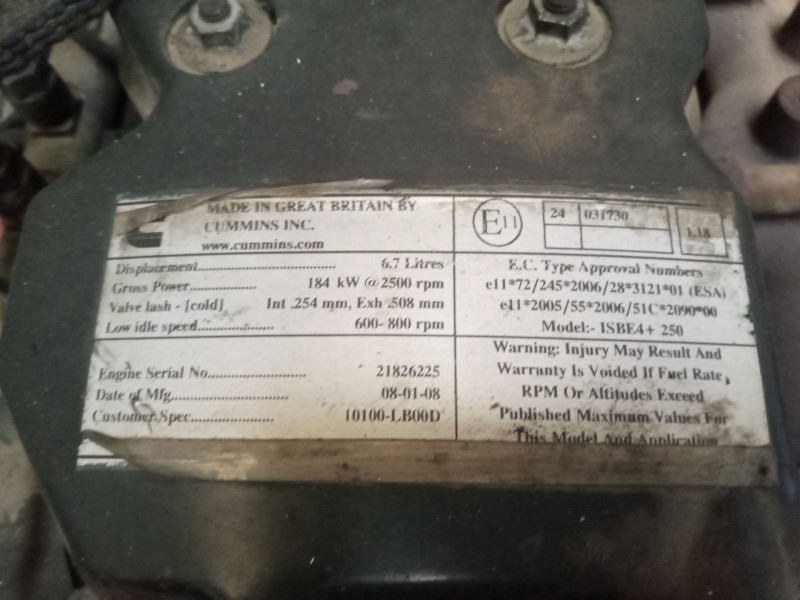 MADE IN GREAT BRITAIN BY
CUMMINS INC.
www.cummins.com
E11
24 031730
1.18
Displacement.................................... 6.7 Litres
Gross Power.................. 184 kW @ 2500 rpm
Valve lash - [cold] Int .254 mm, Exh .508 mm
Low idle speed.................... 600- 800 rpm
E.C. Type Approval Numbers
e11*72/245*2006/28*3121*01 (ESA)
e11*2005/55*2006/51C*2090*00
Model:- ISBE4+ 250
Engine Serial No.......................... 21826225
Date of Mfg............................... 08-01-08
Customer Spec...................... 10100-LB00D
Warning: Injury May Result And
Warranty Is Voided If Fuel Rate,
RPM Or Altitudes Exceed
Published Maximum Values For
This Model And Application